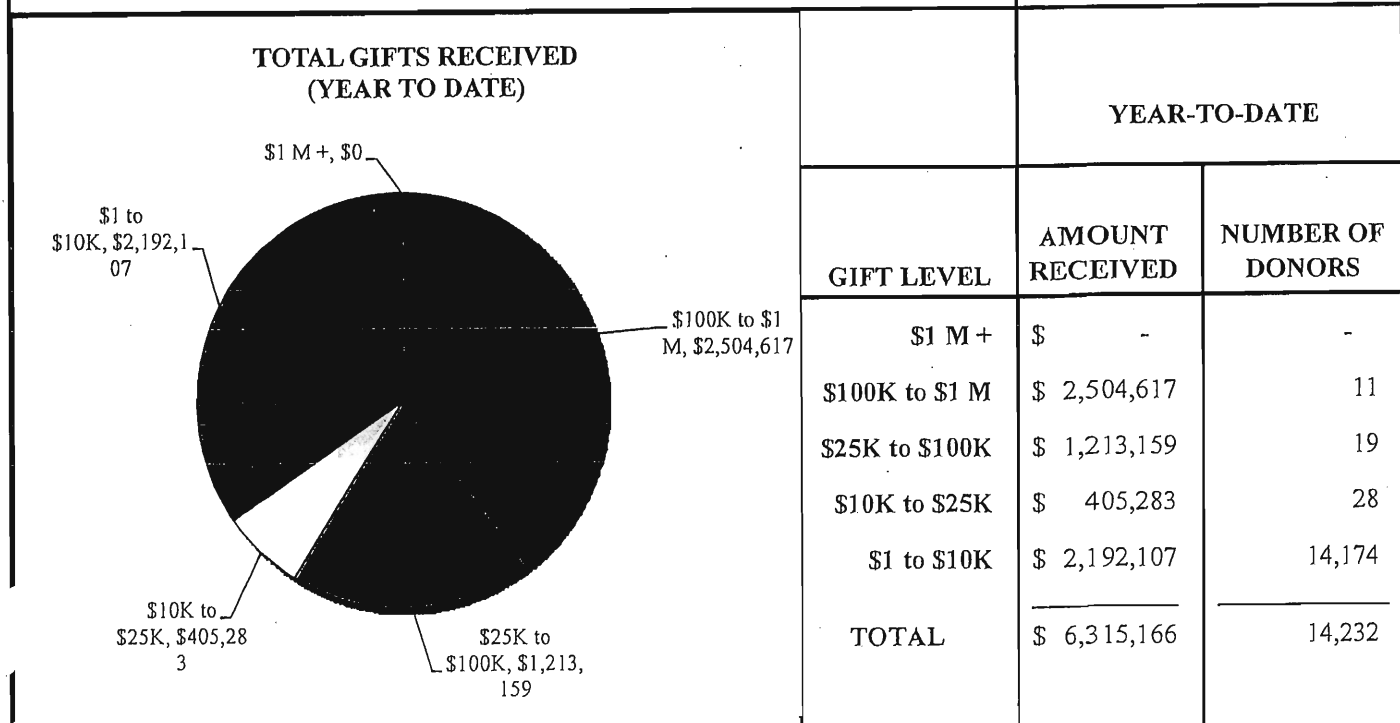 TOTAL GIFTS RECEIVED
(YEAR TO DATE)
$1 M +, $0
$1 to
$10K, $2,192,1
07
$100K to $1
M, $2,504,617
$10K to
$25K, $405,28
3
$25K to
$100K, $1,213,
159
YEAR-TO-DATE
GIFT LEVEL AMOUNT RECEIVED NUMBER OF DONORS
$1 M + $ - -
$100K to $1 M $ 2,504,617 11
$25K to $100K $ 1,213,159 19
$10K to $25K $ 405,283 28
$1 to $10K $ 2,192,107 14,174
TOTAL $ 6,315,166 14,232